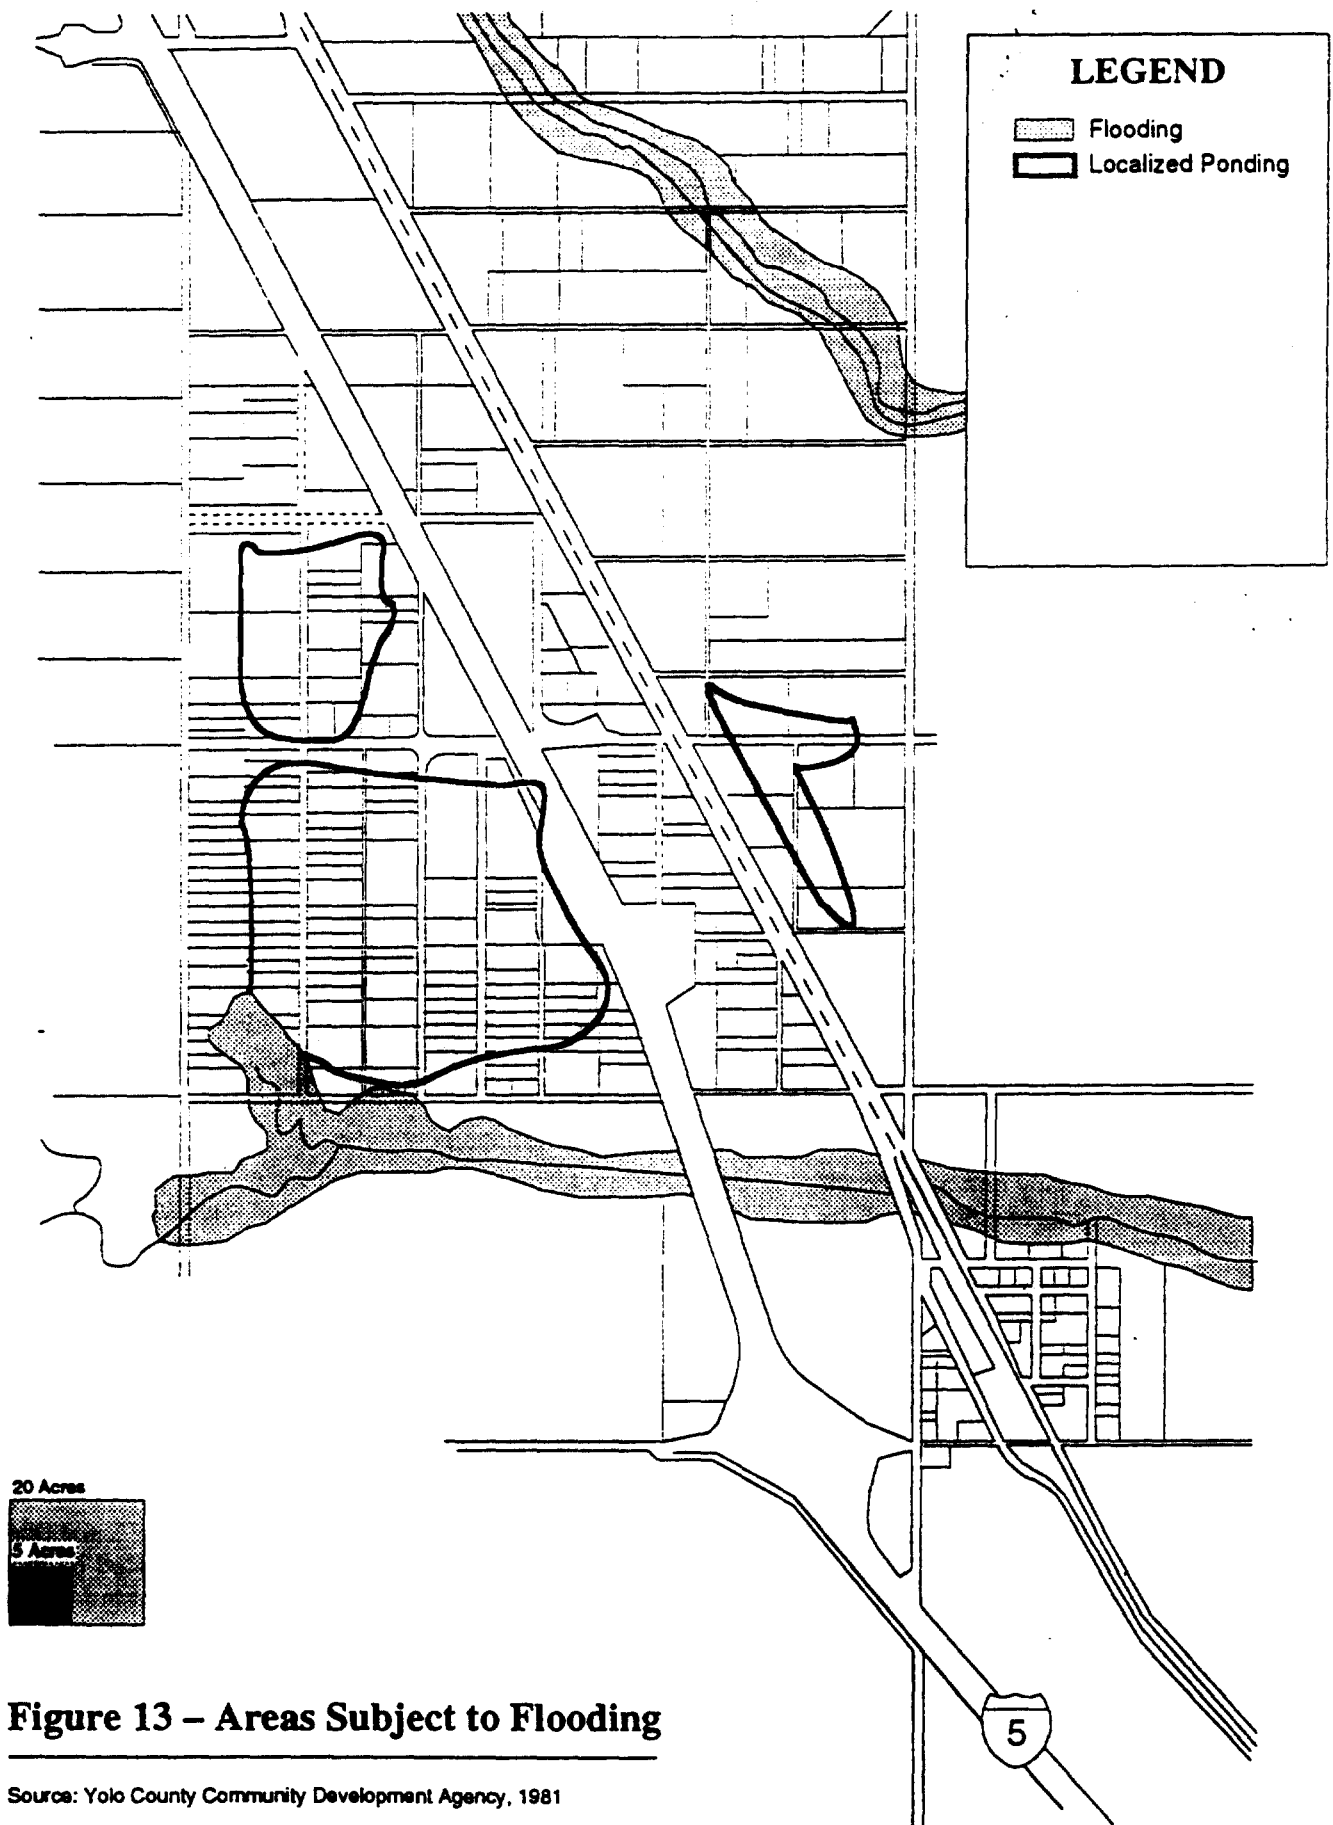 LEGEND
Flooding
Localized Ponding
20 Acres
5 Acres
Figure 13 – Areas Subject to Flooding
Source: Yolo County Community Development Agency, 1981
5